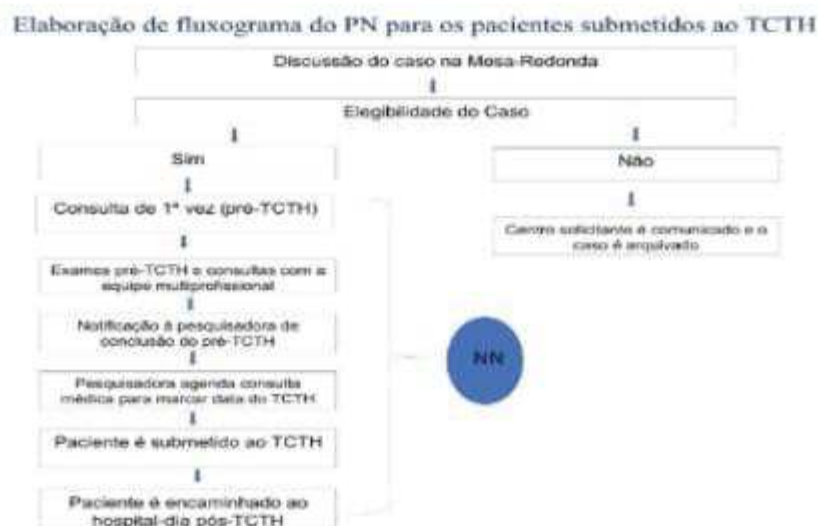 Elaboração de fluxograma do PN para os pacientes submetidos ao TCTH
Discussão do caso na Mesa-Redonda
Elegibilidade do Caso
Sim
Não
Consulta de 1ª vez (pré-TCTH)
Centro solicitante é comunicado e o
caso é arquivado
Exames pré-TCTH e consultas com a
equipe multiprofissional
Notificação à pesquisadora de
conclusão do pré-TCTH
NN
Pesquisadora agenda consulta
médica para marcar data do TCTH
Paciente é submetido ao TCTH
Paciente é encaminhado ao
hospital-dia pós-TCTH